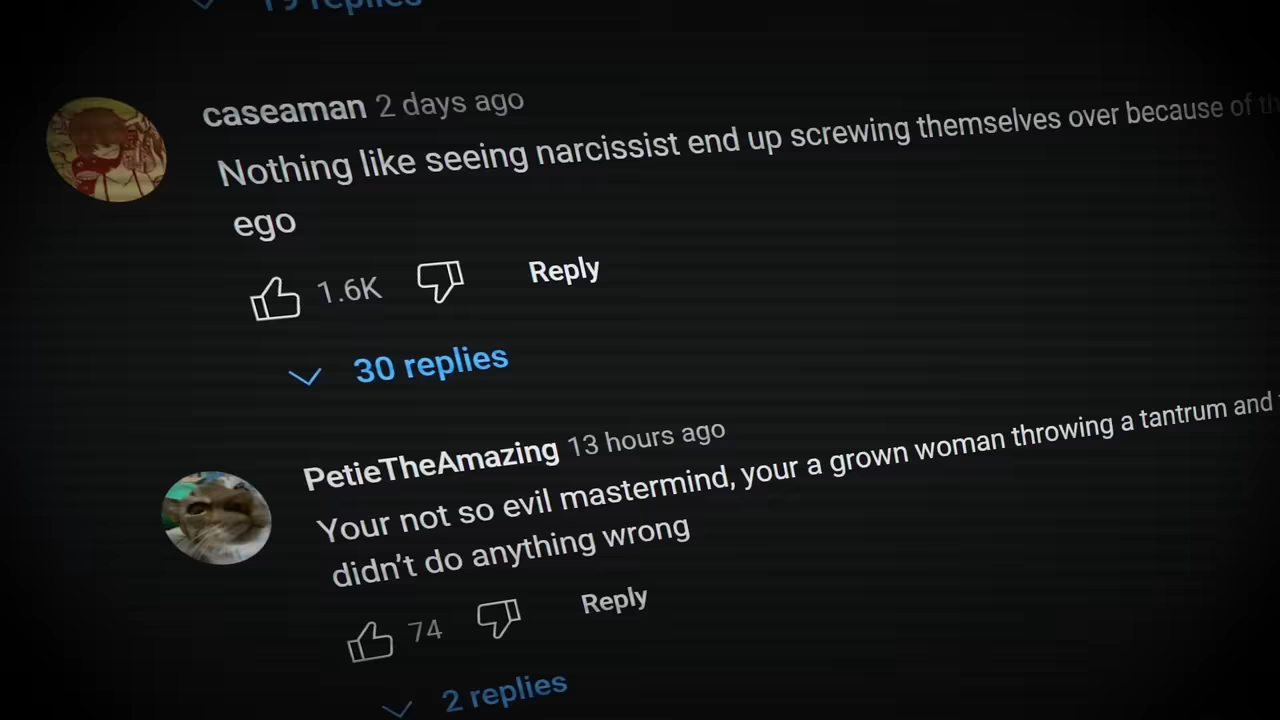 19 replies
caseaman 2 days ago
Nothing like seeing narcissist end up screwing themselves over because of
ego
1.6K Reply
30 replies
PetieTheAmazing 13 hours ago
Your not so evil mastermind, your a grown woman throwing a tantrum and
didn't do anything wrong
74 Reply
2 replies